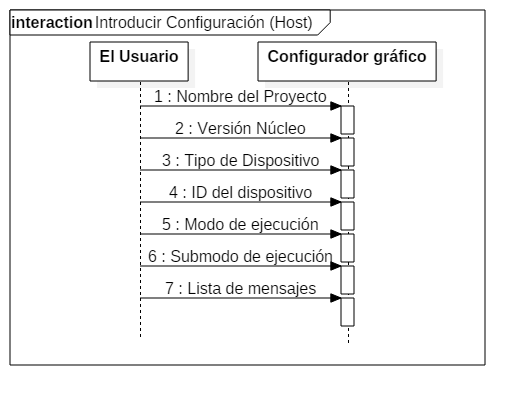 interaction Introducir Configuración (Host)
El Usuario
Configurador gráfico
1 : Nombre del Proyecto
2 : Versión Núcleo
3 : Tipo de Dispositivo
4 : ID del dispositivo
5 : Modo de ejecución
6 : Submodo de ejecución
7 : Lista de mensajes